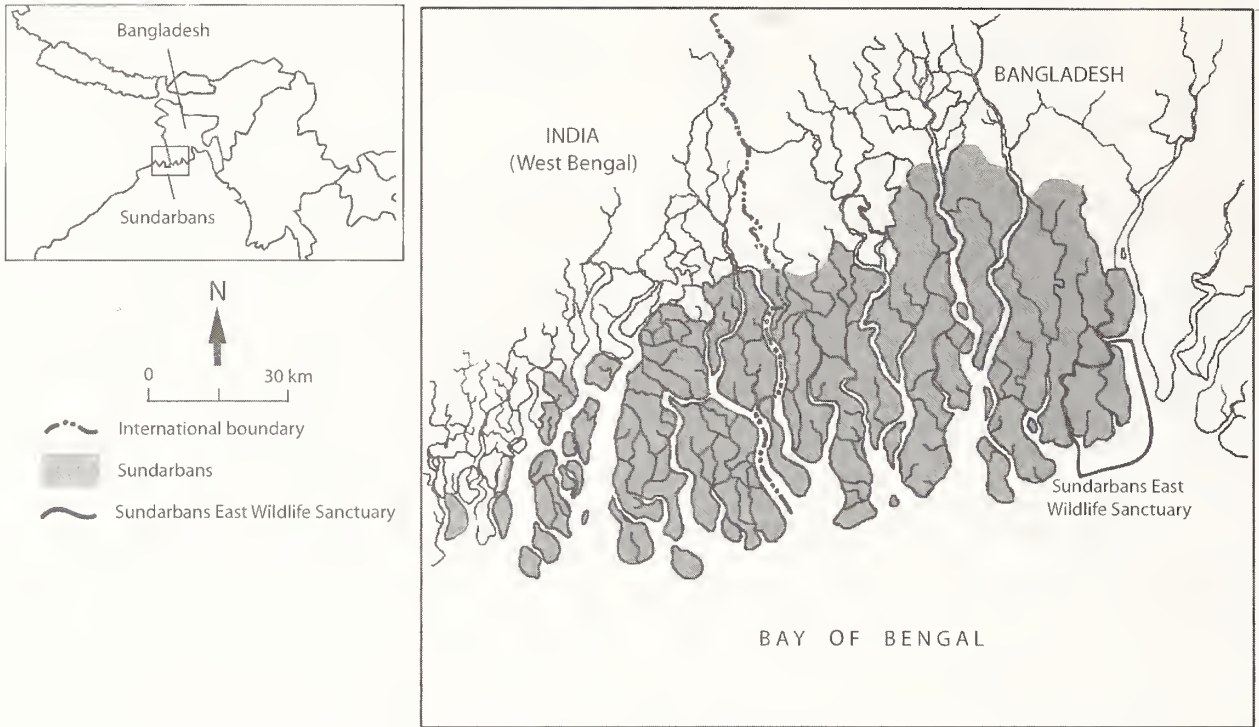 Bangladesh
Sundarbans
N
0 30 km
International boundary
Sundarbans
Sundarbans East Wildlife Sanctuary
INDIA
(West Bengal)
BANGLADESH
Sundarbans East
Wildlife Sanctuary
BAY OF BENGAL